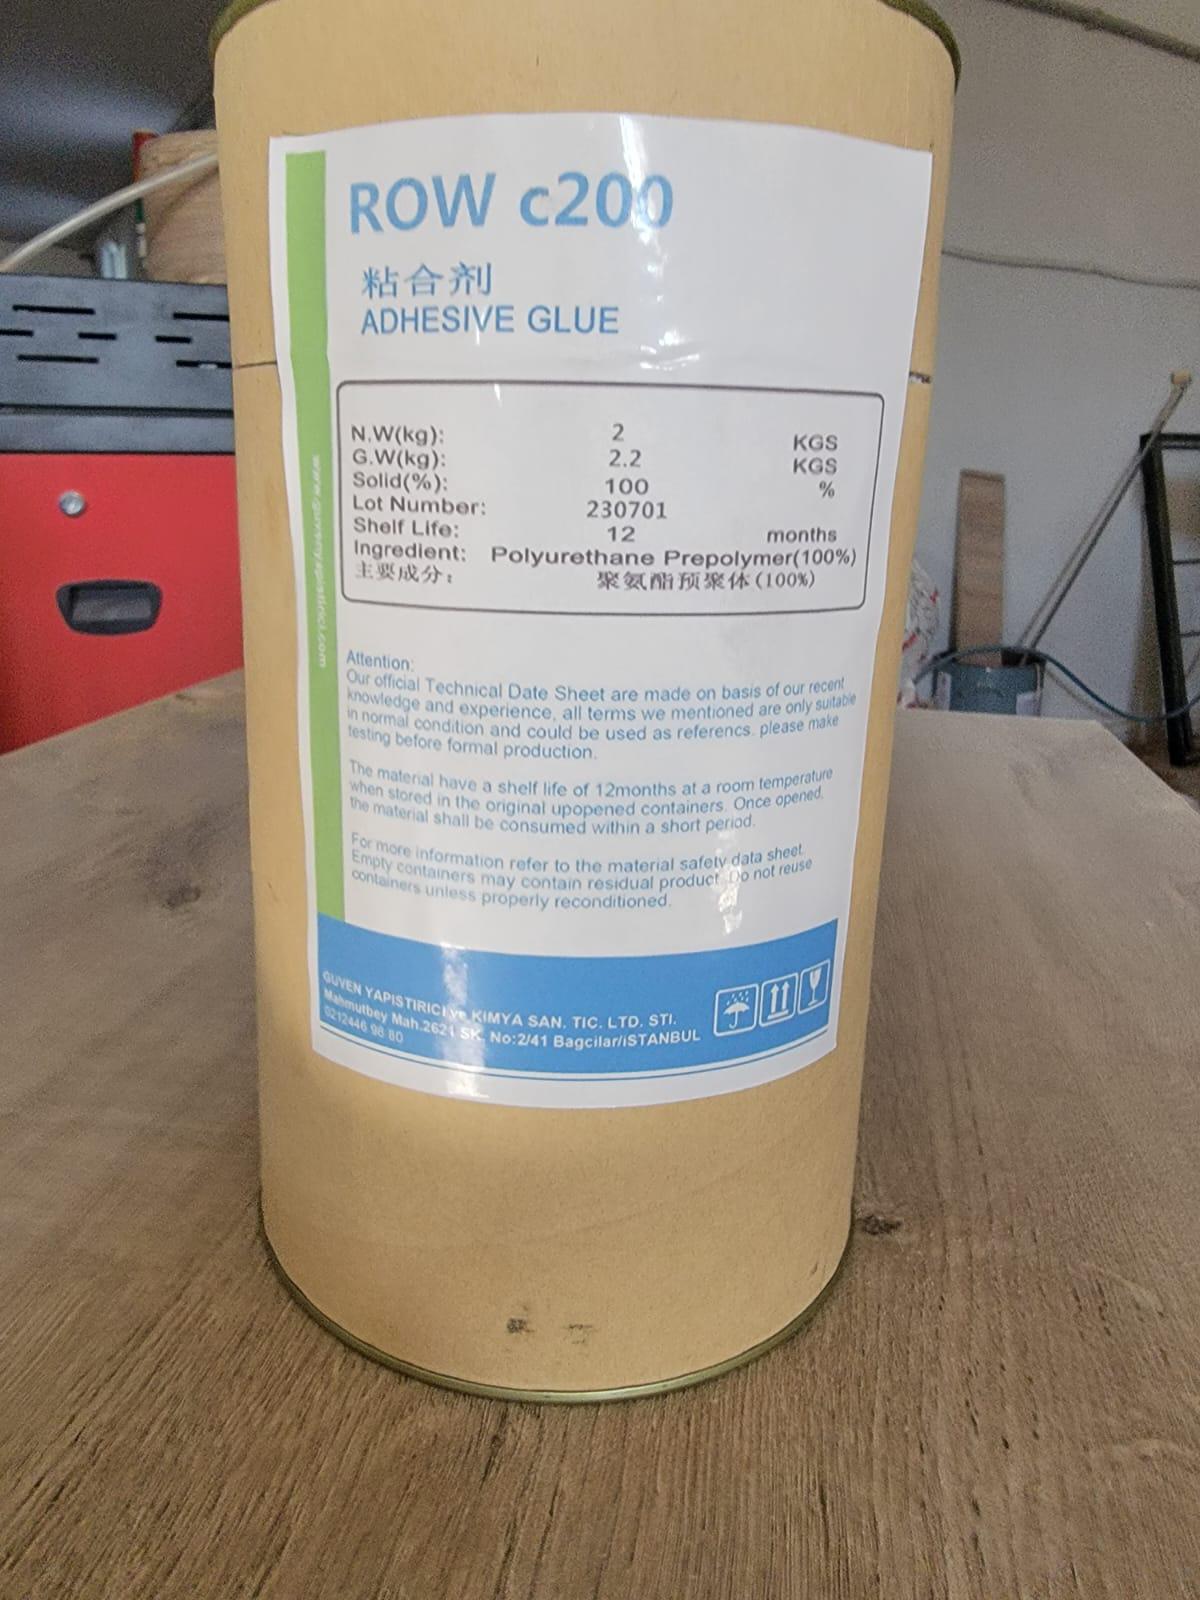 ROW c200
粘合剂
ADHESIVE GLUE
N.W(kg): 2 KGS
G.W(kg): 2.2 KGS
Solid(%): 100 %
Lot Number: 230701
Shelf Life: 12 months
Ingredient: Polyurethane Prepolymer(100%)
主要成分: 聚氨酯预聚体(100%)
www.guvenyapistirici.com
Attention:
Our official Technical Date Sheet are made on basis of our recent
knowledge and experience, all terms we mentioned are only suitable
in normal condition and could be used as referencs. please make
testing before formal production.
The material have a shelf life of 12months at a room temperature
when stored in the original upopened containers. Once opened,
the material shall be consumed within a short period.
For more information refer to the material safety data sheet.
Empty containers may contain residual product. Do not reuse
containers unless properly reconditioned.
GUVEN YAPISTIRICI ve KIMYA SAN. TIC. LTD. STI.
Mahmutbey Mah.2621 SK. No:2/41 Bagcilar/iSTANBUL
0212446 98 80